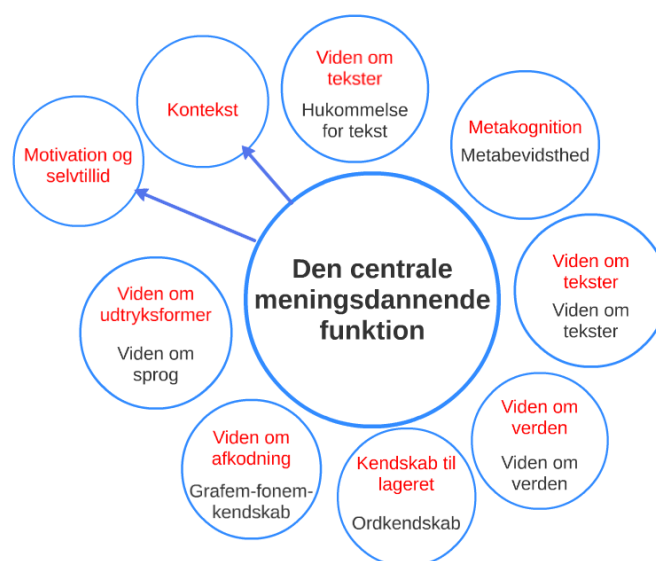 Viden om
tekster
Hukommelse
for tekst
Kontekst
Metakognition
Metabevidsthed
Motivation og
selvtillid
Den centrale
meningsdannende
funktion
Viden om
tekster
Viden om
tekster
Viden om
udtryksformer
Viden om
sprog
Viden om
verden
Viden om
verden
Viden om
afkodning
Grafem-fonem-
kendskab
Kendskab til
lageret
Ordkendskab